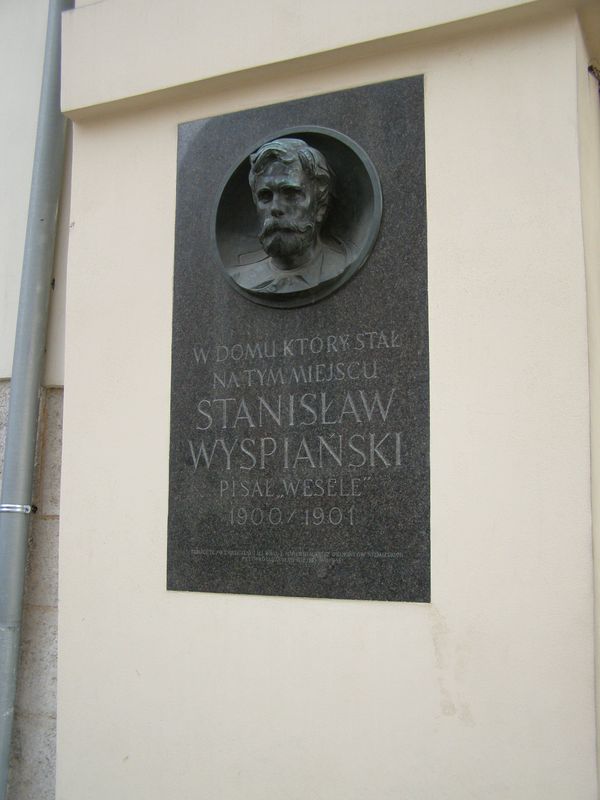 W DOMU KTÓRY STAŁ
NA TYM MIEJSCU
STANISŁAW
WYSPIAŃSKI
PISAŁ „WESELE”
1900/1901